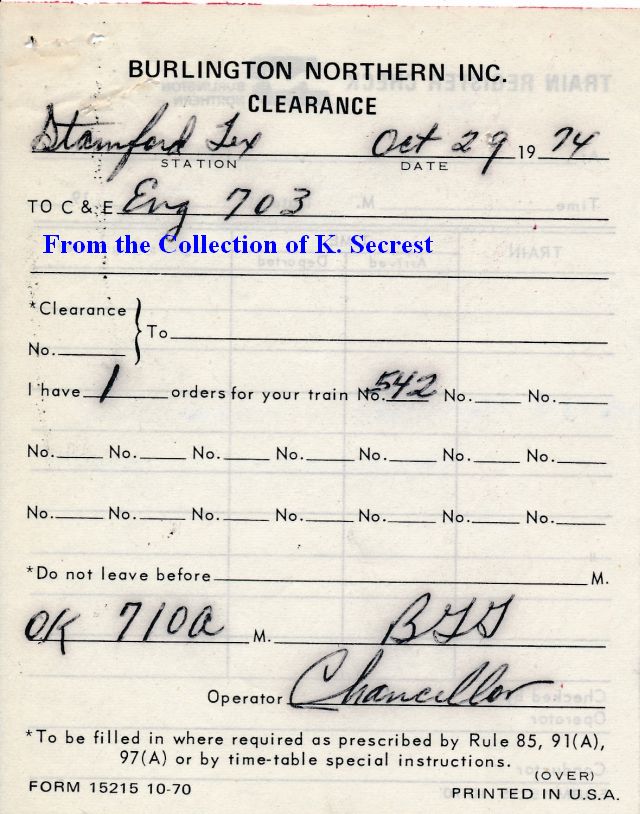 BURLINGTON NORTHERN INC.
CLEARANCE
Stamford Tex Oct 29 19 74
STATION DATE
TO C & E Eng 703
From the Collection of K. Secrest
*Clearance
No. To
I have 1 orders for your train No. 542 No. No.
No. No. No. No. No. No. No.
No. No. No. No. No. No. No.
*Do not leave before M.
OK 710a M. BGG
Operator Chancellor
*To be filled in where required as prescribed by Rule 85, 91(A),
97(A) or by time-table special instructions.
(OVER)
FORM 15215 10-70 PRINTED IN U.S.A.